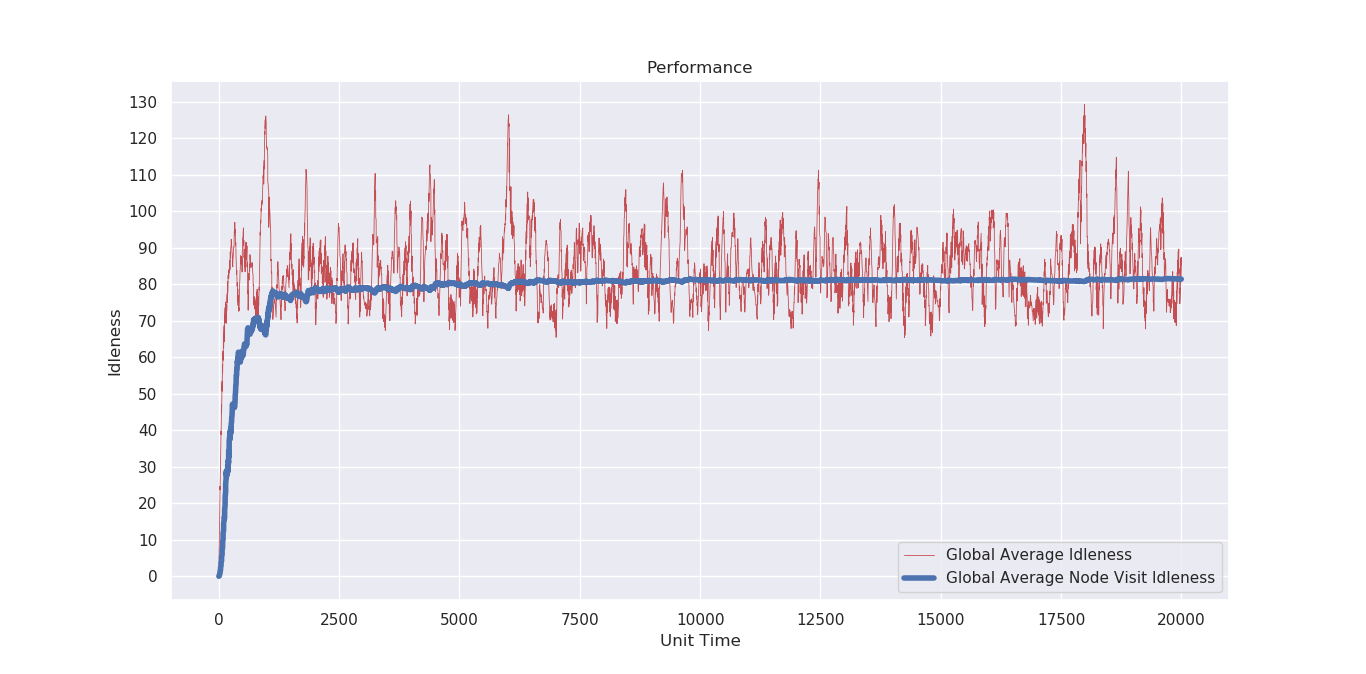 Performance
130
120
110
100
90
80
70
60
50
40
30
20
10
0
Idleness
0 2500 5000 7500 10000 12500 15000 17500 20000
Unit Time
Global Average Idleness
Global Average Node Visit Idleness